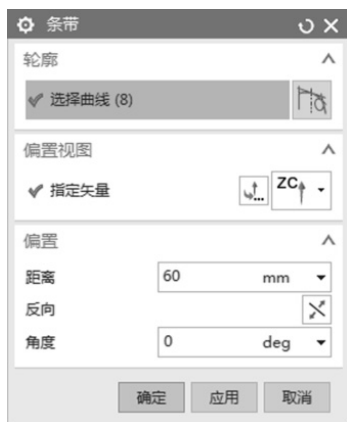 条带
轮廓
选择曲线 (8)
偏置视图
指定矢量
ZC
偏置
距离 60 mm
反向
角度 0 deg
确定 应用 取消